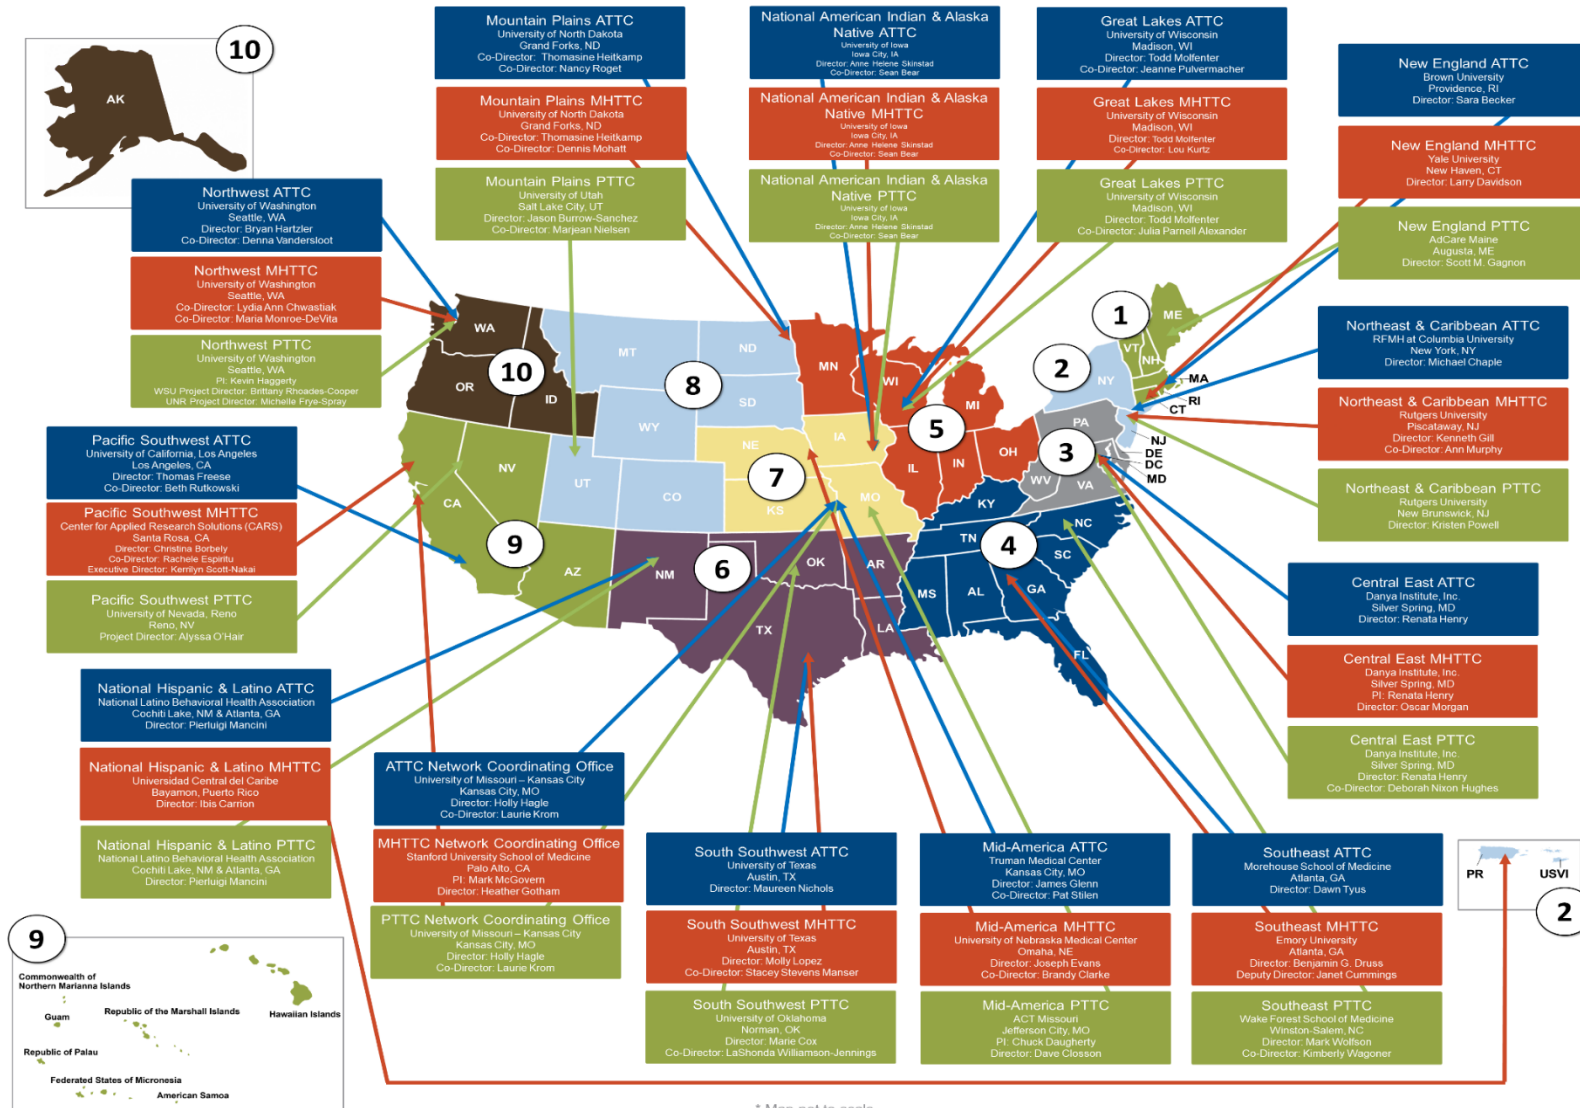 10
AK
Mountain Plains ATTC
University of North Dakota
Grand Forks, ND
Co-Director: Thomasine Heitkamp
Co-Director: Nancy Roget
Mountain Plains MHTTC
University of North Dakota
Grand Forks, ND
Co-Director: Thomasine Heitkamp
Co-Director: Dennis Mohatt
Mountain Plains PTTC
University of Utah
Salt Lake City, UT
Director: Jason Burrow-Sanchez
Co-Director: Marjean Nielsen
National American Indian & Alaska
Native ATTC
University of Iowa
Iowa City, IA
Director: Anne Helene Skinstad
Co-Director: Sean Bear
National American Indian & Alaska
Native MHTTC
University of Iowa
Iowa City, IA
Director: Anne Helene Skinstad
Co-Director: Sean Bear
National American Indian & Alaska
Native PTTC
University of Iowa
Iowa City, IA
Director: Anne Helene Skinstad
Co-Director: Sean Bear
Great Lakes ATTC
University of Wisconsin
Madison, WI
Director: Todd Molfenter
Co-Director: Jeanne Pulvermacher
Great Lakes MHTTC
University of Wisconsin
Madison, WI
Director: Todd Molfenter
Co-Director: Lou Kurtz
Great Lakes PTTC
University of Wisconsin
Madison, WI
Director: Todd Molfenter
Co-Director: Julia Parnell Alexander
New England ATTC
Brown University
Providence, RI
Director: Sara Becker
New England MHTTC
Yale University
New Haven, CT
Director: Larry Davidson
New England PTTC
AdCare Maine
Augusta, ME
Director: Scott M. Gagnon
Northwest ATTC
University of Washington
Seattle, WA
Director: Bryan Hartzler
Co-Director: Denna Vandersloot
Northwest MHTTC
University of Washington
Seattle, WA
Co-Director: Lydia Ann Chwastiak
Co-Director: Maria Monroe-DeVita
Northwest PTTC
University of Washington
Seattle, WA
PI: Kevin Haggerty
WSU Project Director: Brittany Rhoades-Cooper
UNR Project Director: Michelle Frye-Spray
Pacific Southwest ATTC
University of California, Los Angeles
Los Angeles, CA
Director: Thomas Freese
Co-Director: Beth Rutkowski
Pacific Southwest MHTTC
Center for Applied Research Solutions (CARS)
Santa Rosa, CA
Director: Christina Borbely
Co-Director: Rachele Espiritu
Executive Director: Kerrilyn Scott-Nakai
Pacific Southwest PTTC
University of Nevada, Reno
Reno, NV
Project Director: Alyssa O'Hair
WA
OR
ID
10
MT
ND
SD
WY
UT
CO
8
NE
IA
KS
MO
7
MN
WI
MI
IL
IN
OH
5
NV
CA
AZ
9
NM
OK
AR
TX
LA
6
KY
TN
NC
SC
MS
AL
GA
FL
4
PA
WV
VA
3
1
ME
VT
NH
2
NY
MA
RI
CT
NJ
DE
DC
MD
Northeast & Caribbean ATTC
RFMH at Columbia University
New York, NY
Director: Michael Chaple
Northeast & Caribbean MHTTC
Rutgers University
Piscataway, NJ
Director: Kenneth Gill
Co-Director: Ann Murphy
Northeast & Caribbean PTTC
Rutgers University
New Brunswick, NJ
Director: Kristen Powell
Central East ATTC
Danya Institute, Inc.
Silver Spring, MD
Director: Renata Henry
Central East MHTTC
Danya Institute, Inc.
Silver Spring, MD
PI: Renata Henry
Director: Oscar Morgan
Central East PTTC
Danya Institute, Inc.
Silver Spring, MD
Director: Renata Henry
Co-Director: Deborah Nixon Hughes
National Hispanic & Latino ATTC
National Latino Behavioral Health Association
Cochiti Lake, NM & Atlanta, GA
Director: Pierluigi Mancini
National Hispanic & Latino MHTTC
Universidad Central del Caribe
Bayamon, Puerto Rico
Director: Ibis Carrion
National Hispanic & Latino PTTC
National Latino Behavioral Health Association
Cochiti Lake, NM & Atlanta, GA
Director: Pierluigi Mancini
ATTC Network Coordinating Office
University of Missouri – Kansas City
Kansas City, MO
Director: Holly Hagle
Co-Director: Laurie Krom
MHTTC Network Coordinating Office
Stanford University School of Medicine
Palo Alto, CA
PI: Mark McGovern
Director: Heather Gotham
PTTC Network Coordinating Office
University of Missouri – Kansas City
Kansas City, MO
Director: Holly Hagle
Co-Director: Laurie Krom
South Southwest ATTC
University of Texas
Austin, TX
Director: Maureen Nichols
South Southwest MHTTC
University of Texas
Austin, TX
Director: Molly Lopez
Co-Director: Stacey Stevens Manser
South Southwest PTTC
University of Oklahoma
Norman, OK
Director: Marie Cox
Co-Director: LaShonda Williamson-Jennings
Mid-America ATTC
Truman Medical Center
Kansas City, MO
Director: James Glenn
Co-Director: Pat Stilen
Mid-America MHTTC
University of Nebraska Medical Center
Omaha, NE
Director: Joseph Evans
Co-Director: Brandy Clarke
Mid-America PTTC
ACT Missouri
Jefferson City, MO
PI: Chuck Daugherty
Director: Dave Closson
Southeast ATTC
Morehouse School of Medicine
Atlanta, GA
Director: Dawn Tyus
Southeast MHTTC
Emory University
Atlanta, GA
Director: Benjamin G. Druss
Deputy Director: Janet Cummings
Southeast PTTC
Wake Forest School of Medicine
Winston-Salem, NC
Director: Mark Wolfson
Co-Director: Kimberly Wagoner
PR
USVI
2
9
Commonwealth of
Northern Marianna Islands
Guam
Republic of the Marshall Islands
Hawaiian Islands
Republic of Palau
Federated States of Micronesia
American Samoa
* Map not to scale